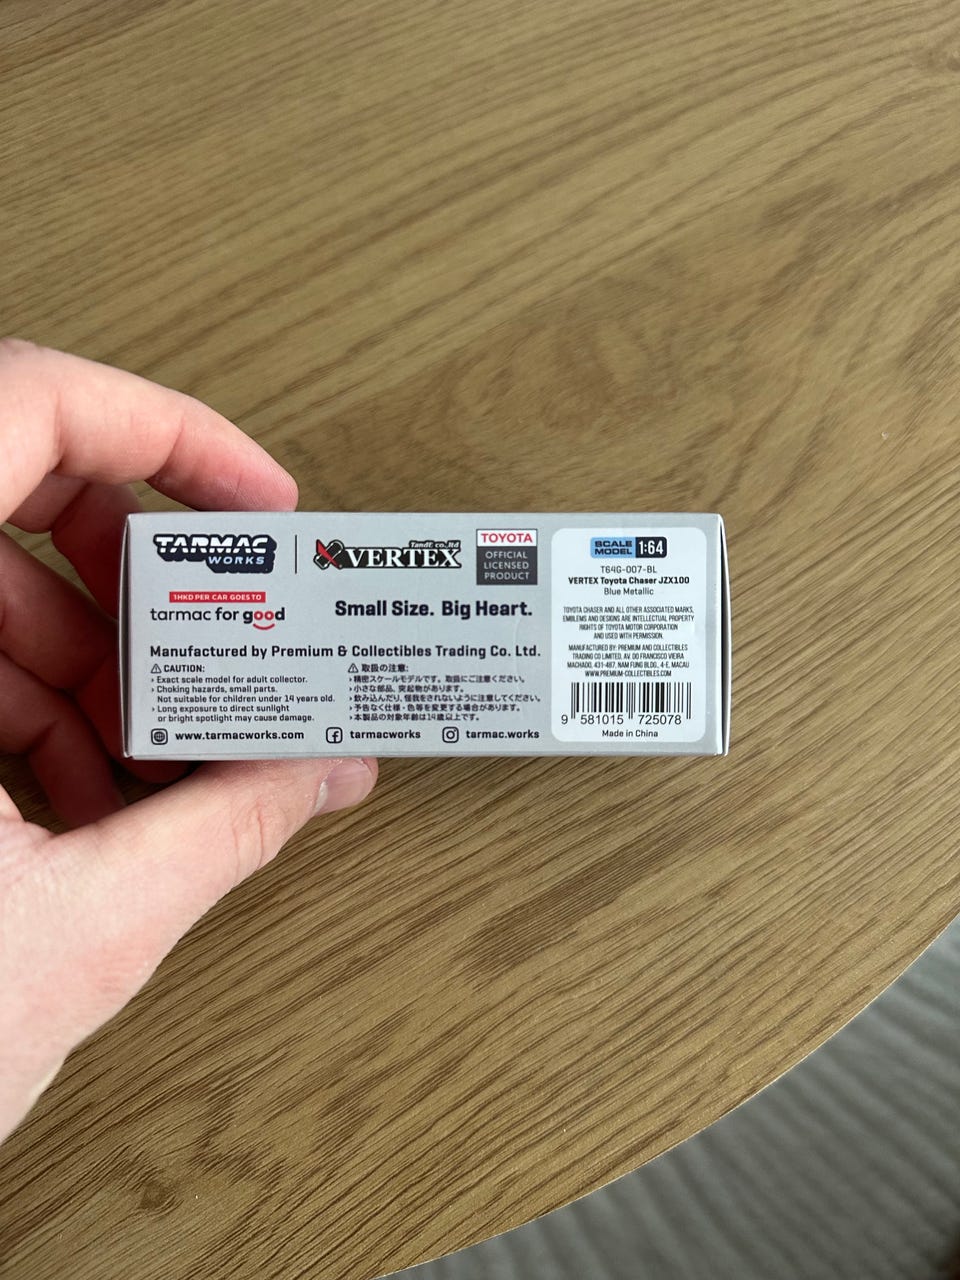 TARMAC
WORKS
TandE co.,ltd
VERTEX
TOYOTA
OFFICIAL
LICENSED
PRODUCT
1HKD PER CAR GOES TO
tarmac for good
Small Size. Big Heart.
Manufactured by Premium & Collectibles Trading Co. Ltd.
CAUTION:
› Exact scale model for adult collector.
› Choking hazards, small parts.
Not suitable for children under 14 years old.
› Long exposure to direct sunlight
or bright spotlight may cause damage.
取扱の注意:
› 精密スケールモデルです。取扱にご注意ください。
› 小さな部品、突起物があります。
› 飲み込んだり、怪我をされないように注意してください。
› 予告なく仕様・色等を変更する場合があります。
› 本製品の対象年齢は14歳以上です。
www.tarmacworks.com
tarmacworks
tarmac.works
SCALE
MODEL 1:64
T64G-007-BL
VERTEX Toyota Chaser JZX100
Blue Metallic
TOYOTA CHASER AND ALL OTHER ASSOCIATED MARKS,
EMBLEMS AND DESIGNS ARE INTELLECTUAL PROPERTY
RIGHTS OF TOYOTA MOTOR CORPORATION
AND USED WITH PERMISSION.
MANUFACTURED BY: PREMIUM AND COLLECTIBLES
TRADING CO LIMITED, AV. DO FRANCISCO VIEIRA
MACHADO, 431-487, NAM FUNG BLDG., 4-E, MACAU
WWW.PREMIUM-COLLECTIBLES.COM
9 581015 725078
Made in China